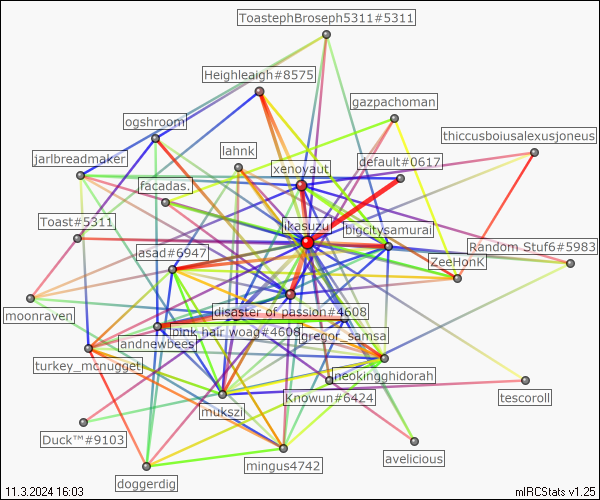 ToastephBroseph5311#5311
Heighleaigh#8575
gazpachoman
ogshroom
thiccusboiusalexusjoneus
lahnk
jarlbreadmaker
default#0617
xenoyaut
facadas.
Toast#5311
ikasuzu
bigcitysamurai
Random Stuf6#5983
asad#6947
ZeeHonK
moonraven
disaster of passion#4608
pink hair woag#4608
gregor_samsa
andnewbees
turkey_mcnugget
neokingghidorah
Knowun#6424
tescoroll
mukszi
Duck™#9103
avelicious
mingus4742
doggerdig
11.3.2024 16:03
mIRCStats v1.25